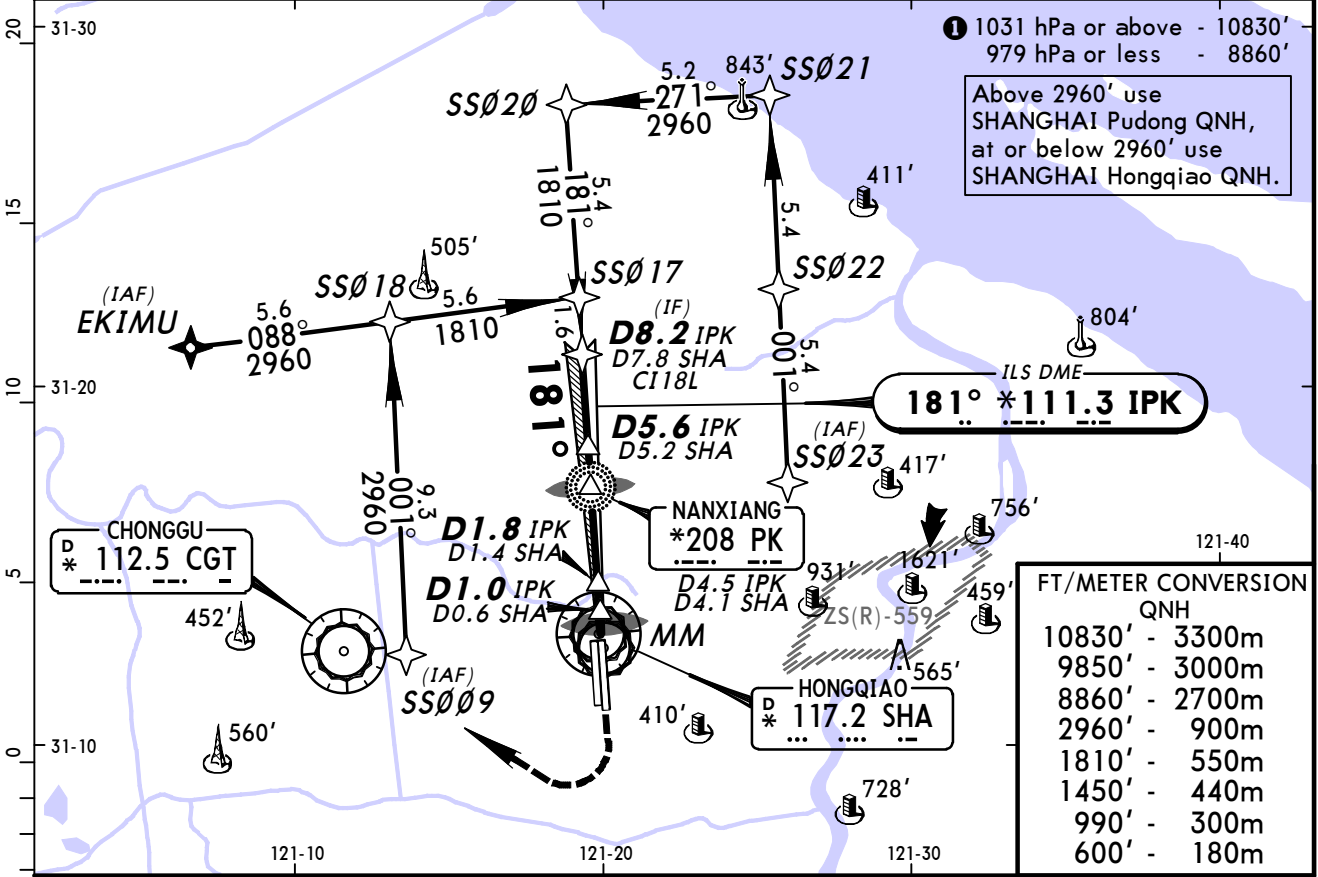 20
31-30
❶ 1031 hPa or above - 10830'
979 hPa or less - 8860'
Above 2960' use
SHANGHAI Pudong QNH,
at or below 2960' use
SHANGHAI Hongqiao QNH.
SSØ2Ø
5.2
271°
2960
843'
SSØ21
5.4
181°
1810
411'
15
5.4
505'
SSØ18
SSØ17
SSØ22
(IAF)
EKIMU
5.6
088°
2960
5.6
1810
1.6
(IF)
D8.2 IPK
D7.8 SHA
CI18L
5.4
001°
804'
10
31-20
181°
ILS DME
181° *111.3 IPK
D5.6 IPK
D5.2 SHA
(IAF)
SSØ23
417'
9.3
001°
2960
NANXIANG
*208 PK
D4.5 IPK
D4.1 SHA
756'
CHONGGU
D
* 112.5 CGT
D1.8 IPK
D1.4 SHA
D1.0 IPK
D0.6 SHA
931'
1621'
459'
ZS(R)-559
121-40
5
452'
MM
565'
(IAF)
SSØØ9
HONGQIAO
D
* 117.2 SHA
410'
560'
31-10
0
728'
121-10
121-20
121-30
FT/METER CONVERSION
QNH
10830' - 3300m
9850' - 3000m
8860' - 2700m
2960' - 900m
1810' - 550m
1450' - 440m
990' - 300m
600' - 180m